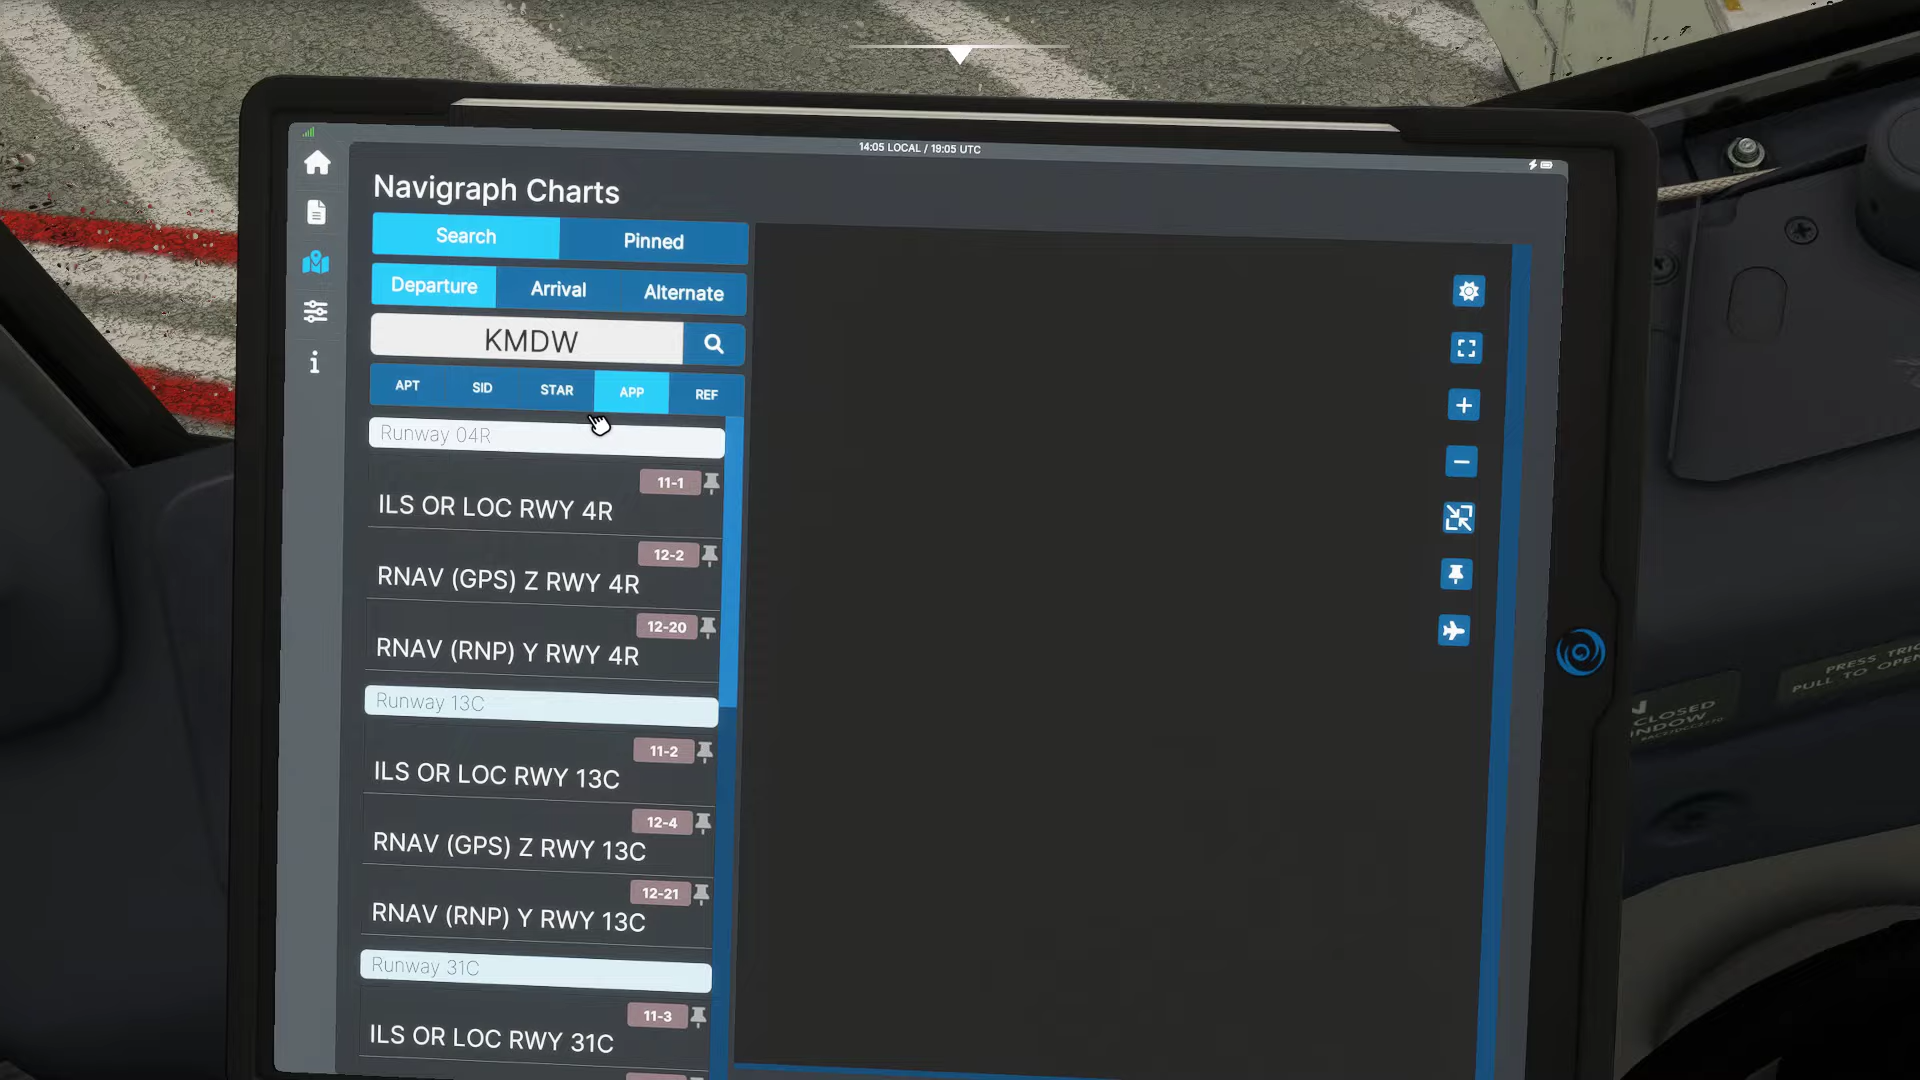 14:05 LOCAL / 19:05 UTC
Navigraph Charts
Search
Pinned
Departure
Arrival
Alternate
KMDW
APT
SID
STAR
APP
REF
Runway 04R
11-1
ILS OR LOC RWY 4R
12-2
RNAV (GPS) Z RWY 4R
12-20
RNAV (RNP) Y RWY 4R
Runway 13C
11-2
ILS OR LOC RWY 13C
12-4
RNAV (GPS) Z RWY 13C
12-21
RNAV (RNP) Y RWY 13C
Runway 31C
11-3
ILS OR LOC RWY 31C
PRESS
PULL TO OPEN
CLOSED